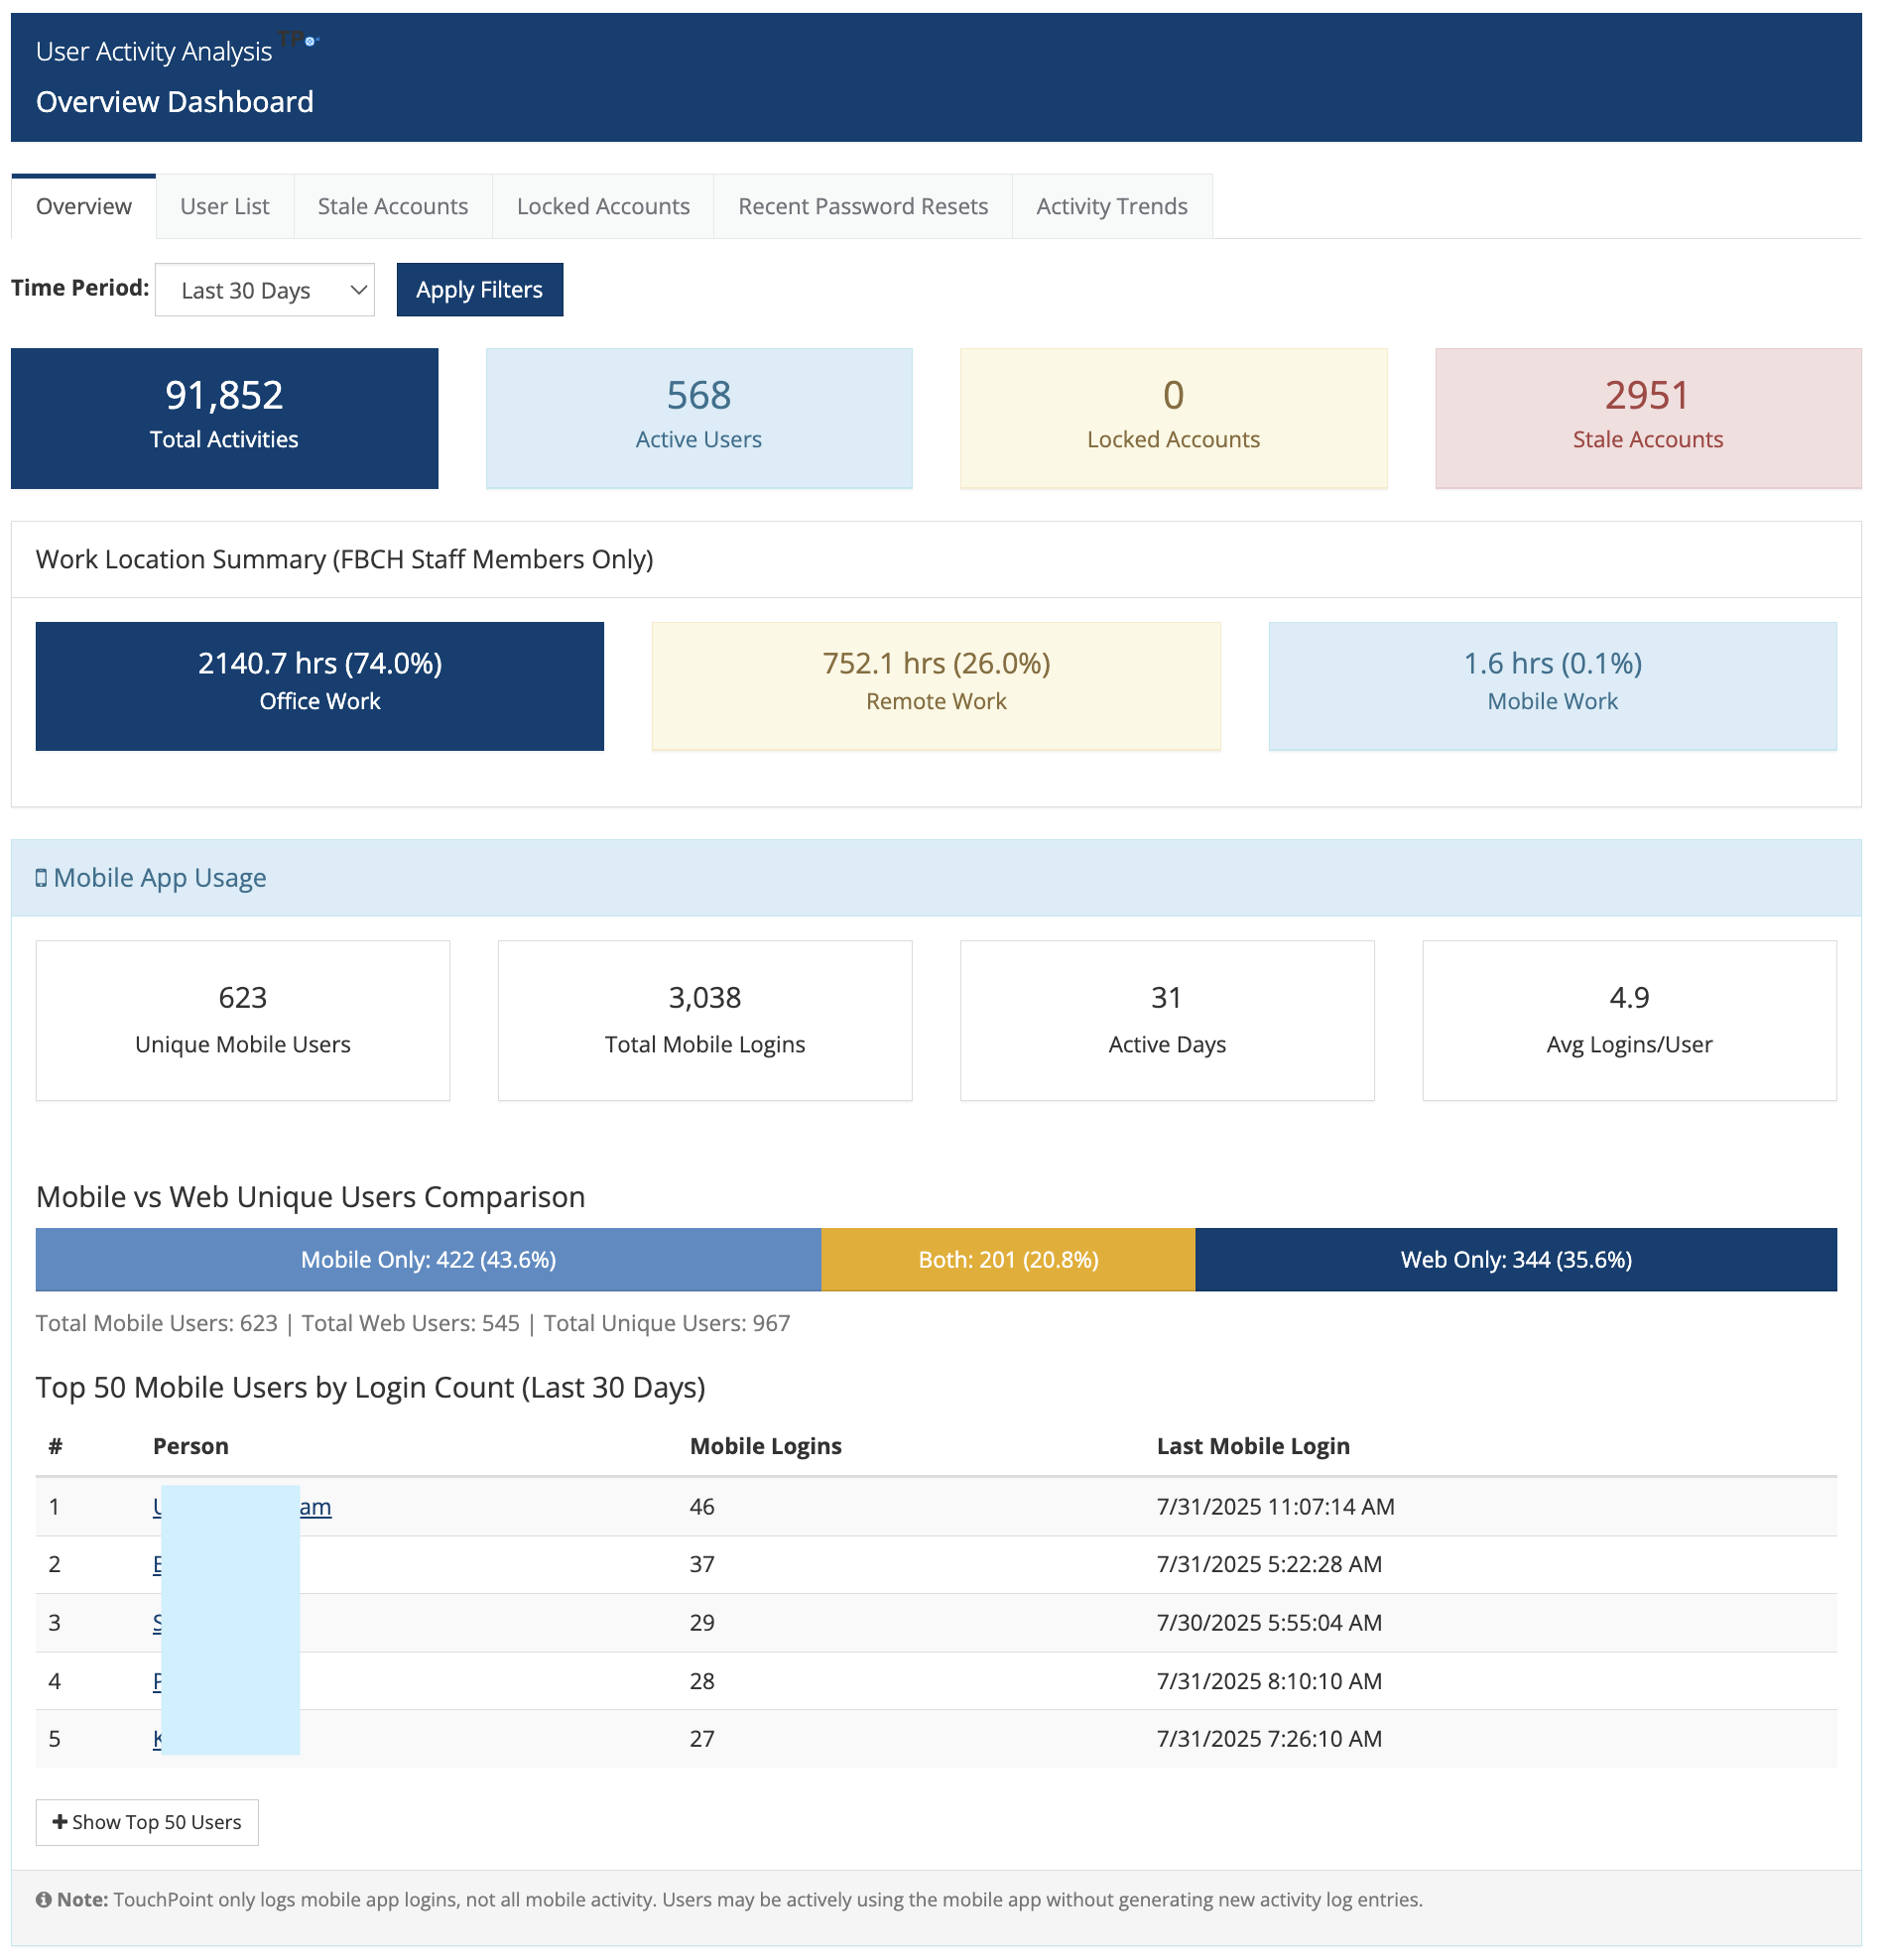 User Activity Analysis TP
Overview Dashboard
Overview User List Stale Accounts Locked Accounts Recent Password Resets Activity Trends
Time Period: Last 30 Days Apply Filters
91,852 568 0 2951
Total Activities Active Users Locked Accounts Stale Accounts
Work Location Summary (FBCH Staff Members Only)
2140.7 hrs (74.0%) 752.1 hrs (26.0%) 1.6 hrs (0.1%)
Office Work Remote Work Mobile Work
Mobile App Usage
623 3,038 31 4.9
Unique Mobile Users Total Mobile Logins Active Days Avg Logins/User
Mobile vs Web Unique Users Comparison
Mobile Only: 422 (43.6%) Both: 201 (20.8%) Web Only: 344 (35.6%)
Total Mobile Users: 623 | Total Web Users: 545 | Total Unique Users: 967
Top 50 Mobile Users by Login Count (Last 30 Days)
# Person Mobile Logins Last Mobile Login
1 46 7/31/2025 11:07:14 AM
2 37 7/31/2025 5:22:28 AM
3 29 7/30/2025 5:55:04 AM
4 28 7/31/2025 8:10:10 AM
5 27 7/31/2025 7:26:10 AM
Show Top 50 Users
Note: TouchPoint only logs mobile app logins, not all mobile activity. Users may be actively using the mobile app without generating new activity log entries.